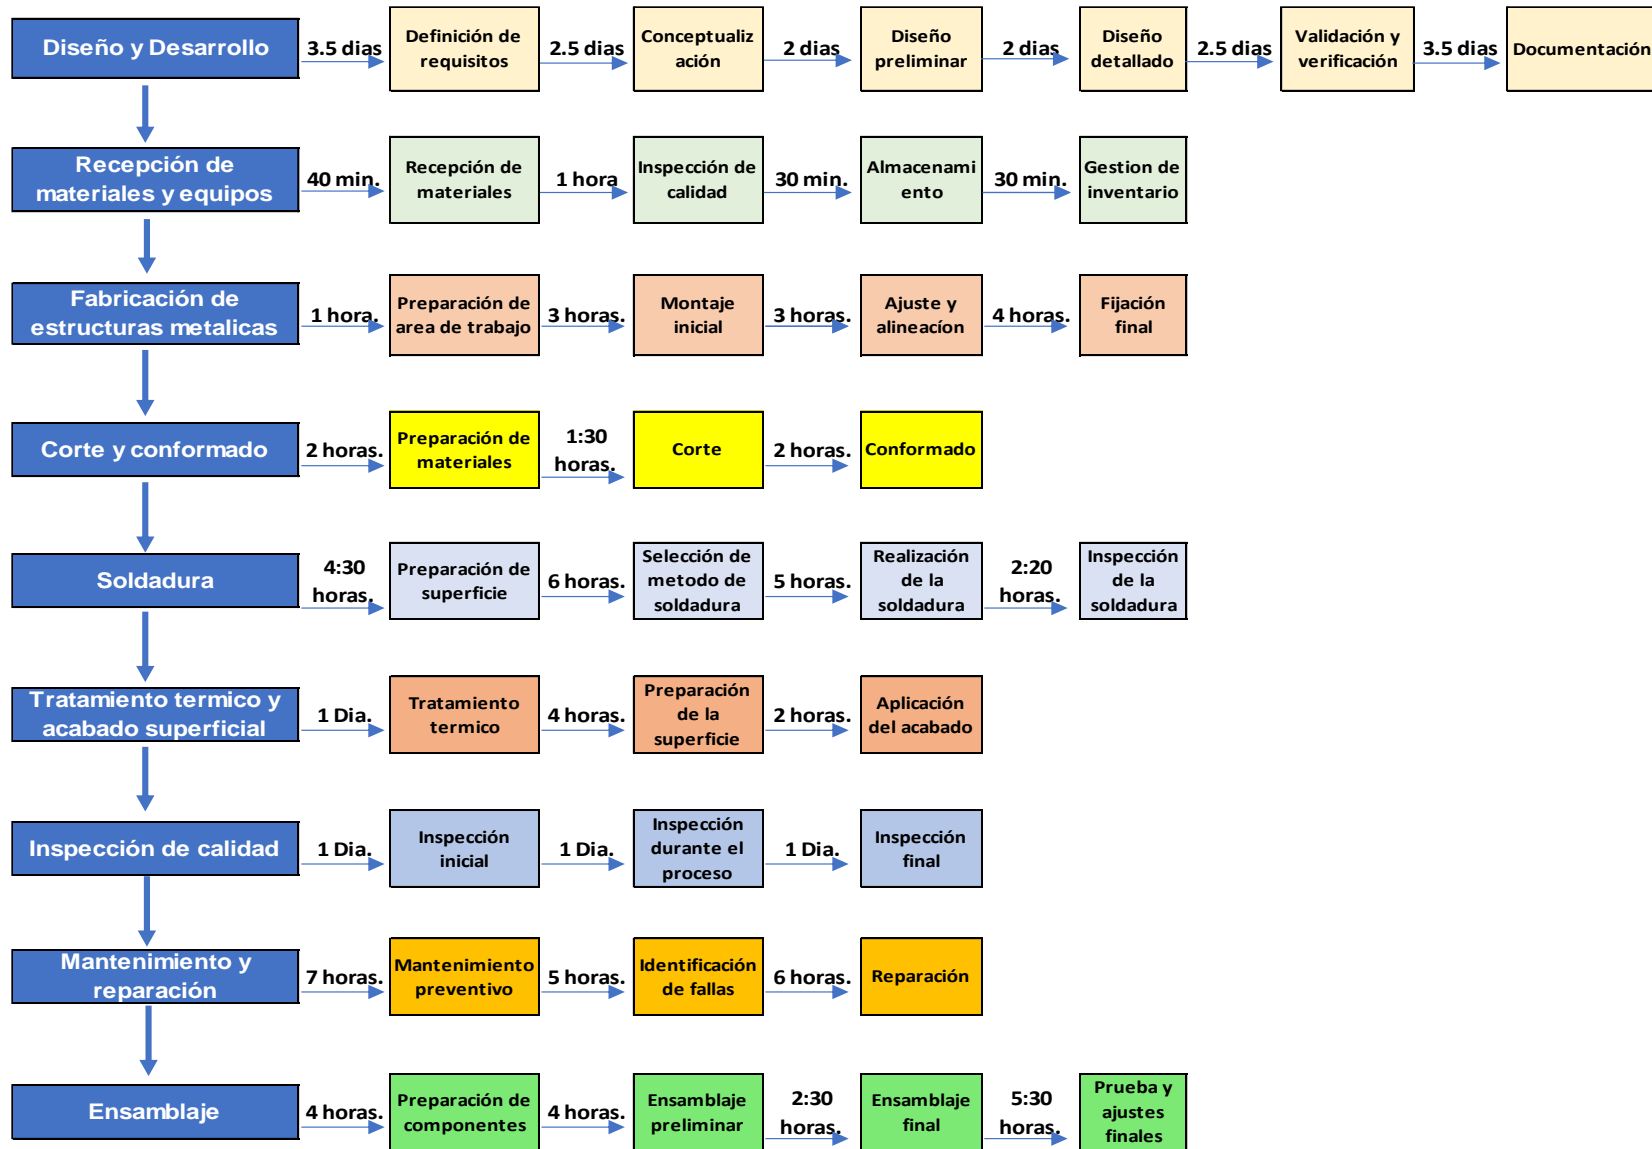 Diseño y Desarrollo
3.5 dias
Definición de
requisitos
2.5 dias
Conceptualiz
ación
2 dias
Diseño
preliminar
2 dias
Diseño
detallado
2.5 dias
Validación y
verificación
3.5 dias
Documentación
Recepción de
materiales y equipos
40 min.
Recepción de
materiales
1 hora
Inspección de
calidad
30 min.
Almacenami
ento
30 min.
Gestion de
inventario
Fabricación de
estructuras metalicas
1 hora.
Preparación de
area de trabajo
3 horas.
Montaje
inicial
3 horas.
Ajuste y
alineacíon
4 horas.
Fijación
final
Corte y conformado
2 horas.
Preparación de
materiales
1:30
horas.
Corte
2 horas.
Conformado
Soldadura
4:30
horas.
Preparación de
superficie
6 horas.
Selección de
metodo de
soldadura
5 horas.
Realización
de la
soldadura
2:20
horas.
Inspección
de la
soldadura
Tratamiento termico y
acabado superficial
1 Dia.
Tratamiento
termico
4 horas.
Preparación
de la
superficie
2 horas.
Aplicación
del acabado
Inspección de calidad
1 Dia.
Inspección
inicial
1 Dia.
Inspección
durante el
proceso
1 Dia.
Inspección
final
Mantenimiento y
reparación
7 horas.
Mantenimiento
preventivo
5 horas.
Identificación
de fallas
6 horas.
Reparación
Ensamblaje
4 horas.
Preparación de
componentes
4 horas.
Ensamblaje
preliminar
2:30
horas.
Ensamblaje
final
5:30
horas.
Prueba y
ajustes
finales